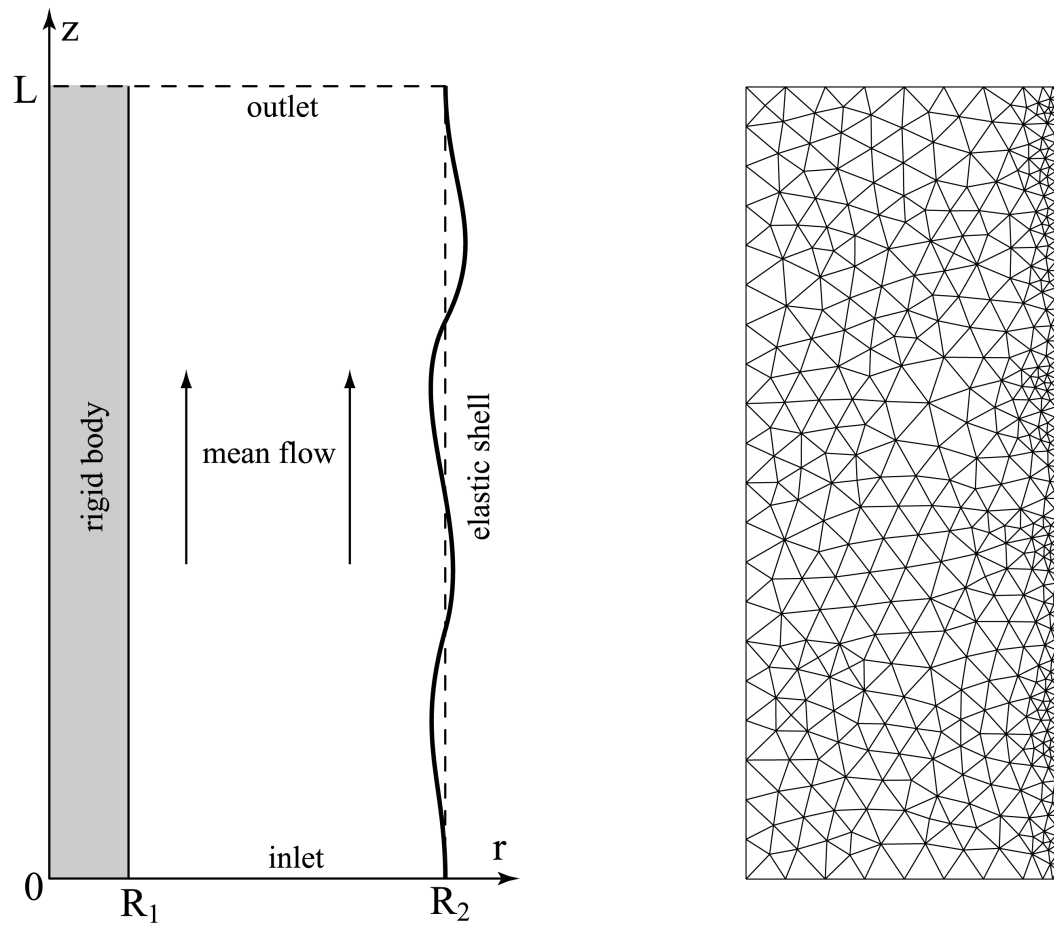 z
L
outlet
rigid body
mean flow
elastic shell
inlet
r
0
R₁
R₂